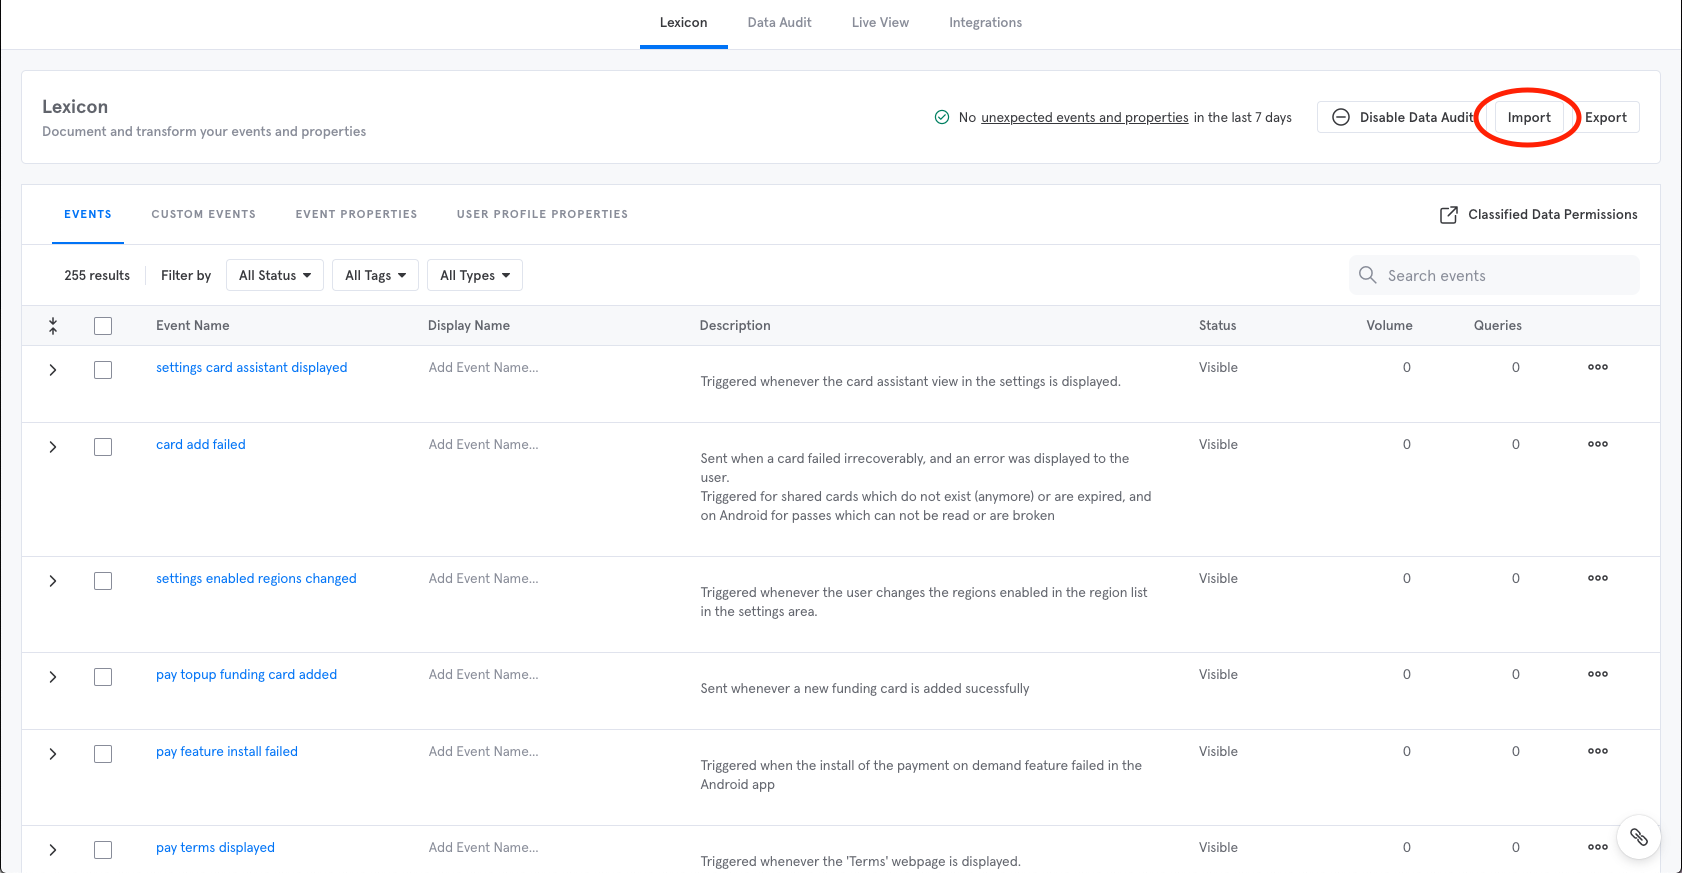 Lexicon Data Audit Live View Integrations
Lexicon
Document and transform your events and properties
No unexpected events and properties in the last 7 days
Disable Data Audit
Import
Export
EVENTS CUSTOM EVENTS EVENT PROPERTIES USER PROFILE PROPERTIES
Classified Data Permissions
255 results Filter by All Status All Tags All Types
Search events
Event Name Display Name Description Status Volume Queries
settings card assistant displayed Add Event Name... Visible 0 0
Triggered whenever the card assistant view in the settings is displayed.
card add failed Add Event Name... Visible 0 0
Sent when a card failed irrecoverably, and an error was displayed to the
user.
Triggered for shared cards which do not exist (anymore) or are expired, and
on Android for passes which can not be read or are broken
settings enabled regions changed Add Event Name... Visible 0 0
Triggered whenever the user changes the regions enabled in the region list
in the settings area.
pay topup funding card added Add Event Name... Visible 0 0
Sent whenever a new funding card is added sucessfully
pay feature install failed Add Event Name... Visible 0 0
Triggered when the install of the payment on demand feature failed in the
Android app
pay terms displayed Add Event Name... Visible 0 0
Triggered whenever the 'Terms' webpage is displayed.